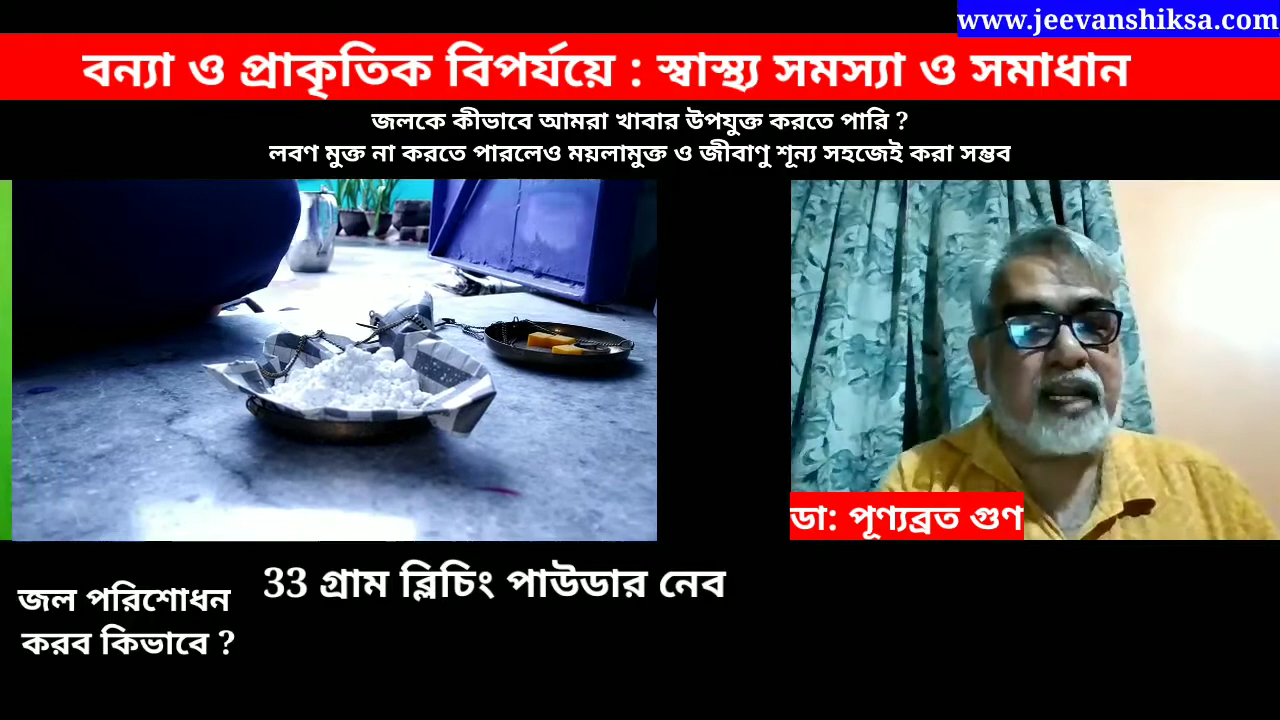 www.jeevanshiksa.com
বন্যা ও প্রাকৃতিক বিপর্যয়ে : স্বাস্থ্য সমস্যা ও সমাধান
জলকে কীভাবে আমরা খাবার উপযুক্ত করতে পারি ?
লবণ মুক্ত না করতে পারলেও ময়লামুক্ত ও জীবাণু শূন্য সহজেই করা সম্ভব
ডা: পূণ্যব্রত গুণ
33 গ্রাম ব্লিচিং পাউডার নেব
জল পরিশোধন
করব কিভাবে ?